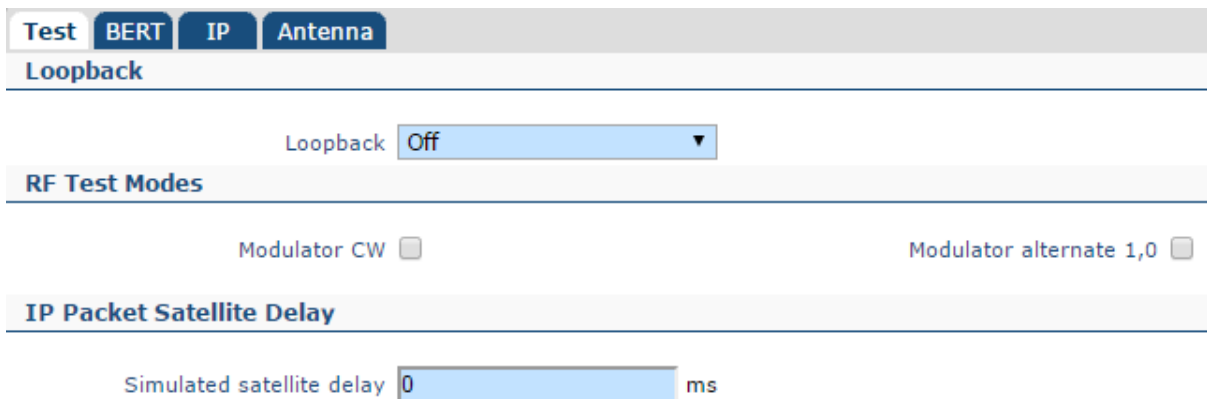 Test BERT IP Antenna
Loopback
Loopback Off
RF Test Modes
Modulator CW Modulator alternate 1,0
IP Packet Satellite Delay
Simulated satellite delay 0 ms